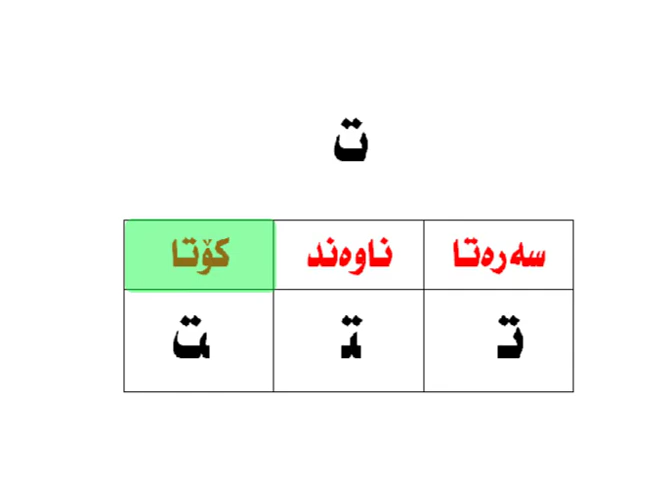 ت
سەرەتا ناوەند کۆتا
تـ ـتـ ـت